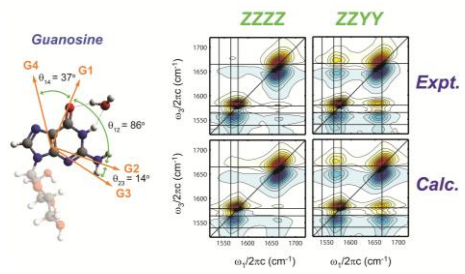 Guanosine
G4
θ14 = 37°
G1
θ12 = 86°
G2
θ23 = 14°
G3
ZZZZ
ZZYY
Expt.
Calc.
ω3/2πc (cm-1)
1700
1650
1600
1550
ω3/2πc (cm-1)
1700
1650
1600
1550
1550 1600 1650 1700
1550 1600 1650 1700
ω1/2πc (cm-1)
ω1/2πc (cm-1)